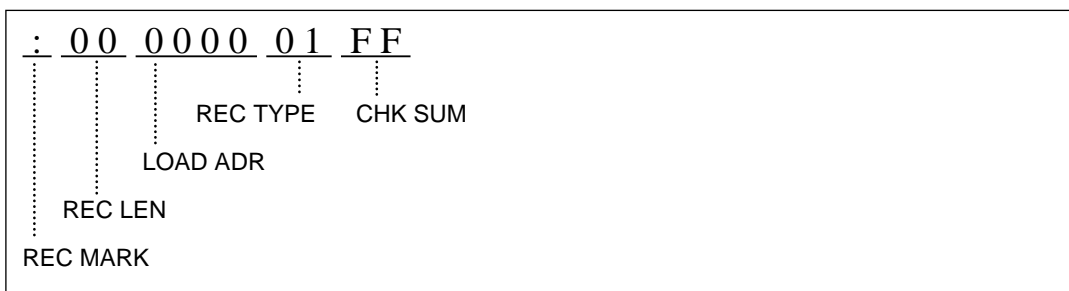 : 00 0000 01 FF
REC TYPE CHK SUM
LOAD ADR
REC LEN
REC MARK